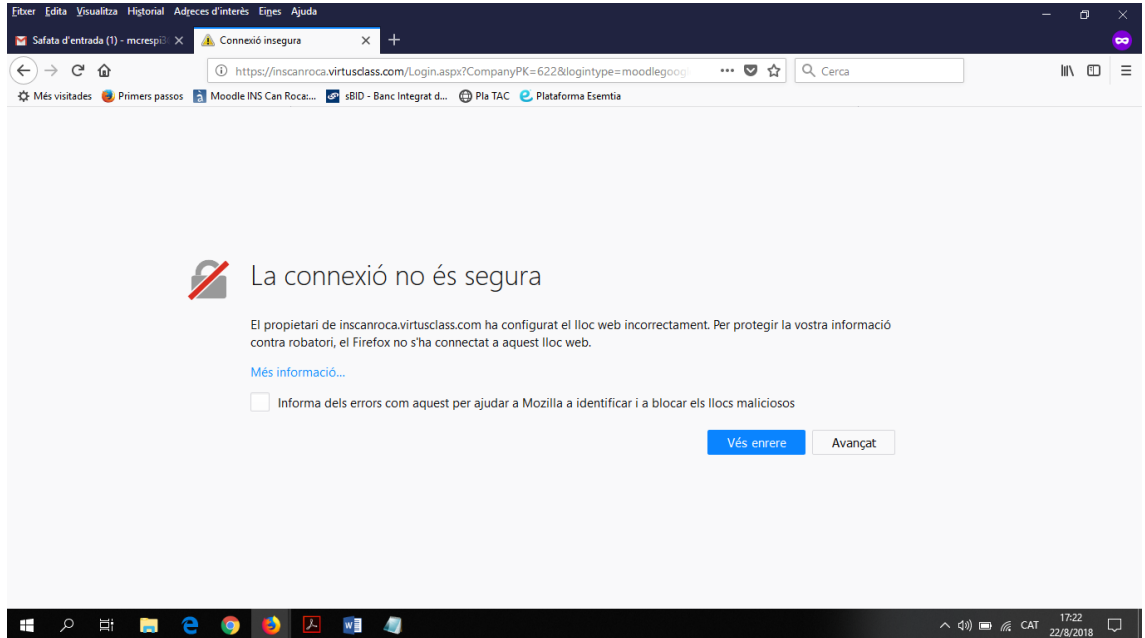 Fitxer Edita Visualitza Historial Adreces d'interès Eines Ajuda
Safata d'entrada (1) - mcrespi3
Connexió insegura
https://inscanroca.virtusclass.com/Login.aspx?CompanyPK=622&logintype=moodlegoog
Cerca
Més visitades Primers passos Moodle INS Can Roca:... sBID - Banc Integrat d... Pla TAC Plataforma Esemtia
La connexió no és segura
El propietari de inscanroca.virtusclass.com ha configurat el lloc web incorrectament. Per protegir la vostra informació
contra robatori, el Firefox no s'ha connectat a aquest lloc web.
Més informació...
Informa dels errors com aquest per ajudar a Mozilla a identificar i a blocar els llocs maliciosos
Vés enrere Avançat
CAT
17:22
22/8/2018